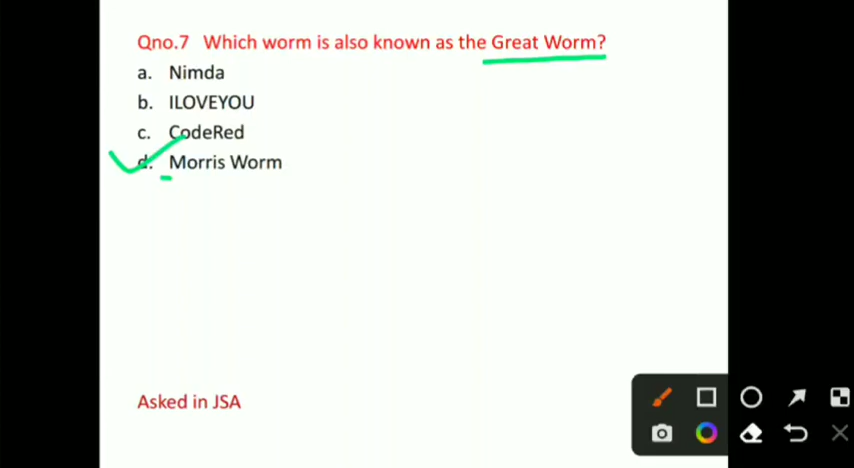 Qno.7 Which worm is also known as the Great Worm?
a. Nimda
b. ILOVEYOU
c. CodeRed
d. Morris Worm
Asked in JSA